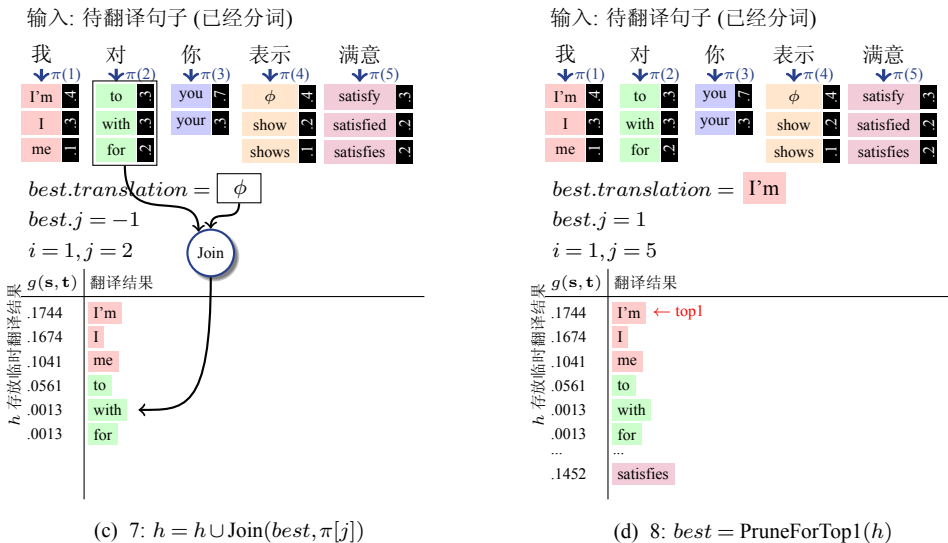 输入: 待翻译句子 (已经分词)
我 对 你 表示 满意
π(1) π(2) π(3) π(4) π(5)
I'm .4 to .3 you .7 ϕ .4 satisfy .3
I .3 with .3 your .3 show .2 satisfied .2
me .1 for .2 shows .1 satisfies .2
best.translation = ϕ
best.j = −1
i = 1, j = 2
Join
g(s, t) 翻译结果
h 存放临时翻译结果
.1744 I'm
.1674 I
.1041 me
.0561 to
.0013 with
.0013 for
(c) 7: h = h ∪ Join(best, π[j])
输入: 待翻译句子 (已经分词)
我 对 你 表示 满意
π(1) π(2) π(3) π(4) π(5)
I'm .4 to .3 you .7 ϕ .4 satisfy .3
I .3 with .3 your .3 show .2 satisfied .2
me .1 for .2 shows .1 satisfies .2
best.translation = I'm
best.j = 1
i = 1, j = 5
g(s, t) 翻译结果
h 存放临时翻译结果
.1744 I'm ← top1
.1674 I
.1041 me
.0561 to
.0013 with
.0013 for
... ...
.1452 satisfies
(d) 8: best = PruneForTop1(h)